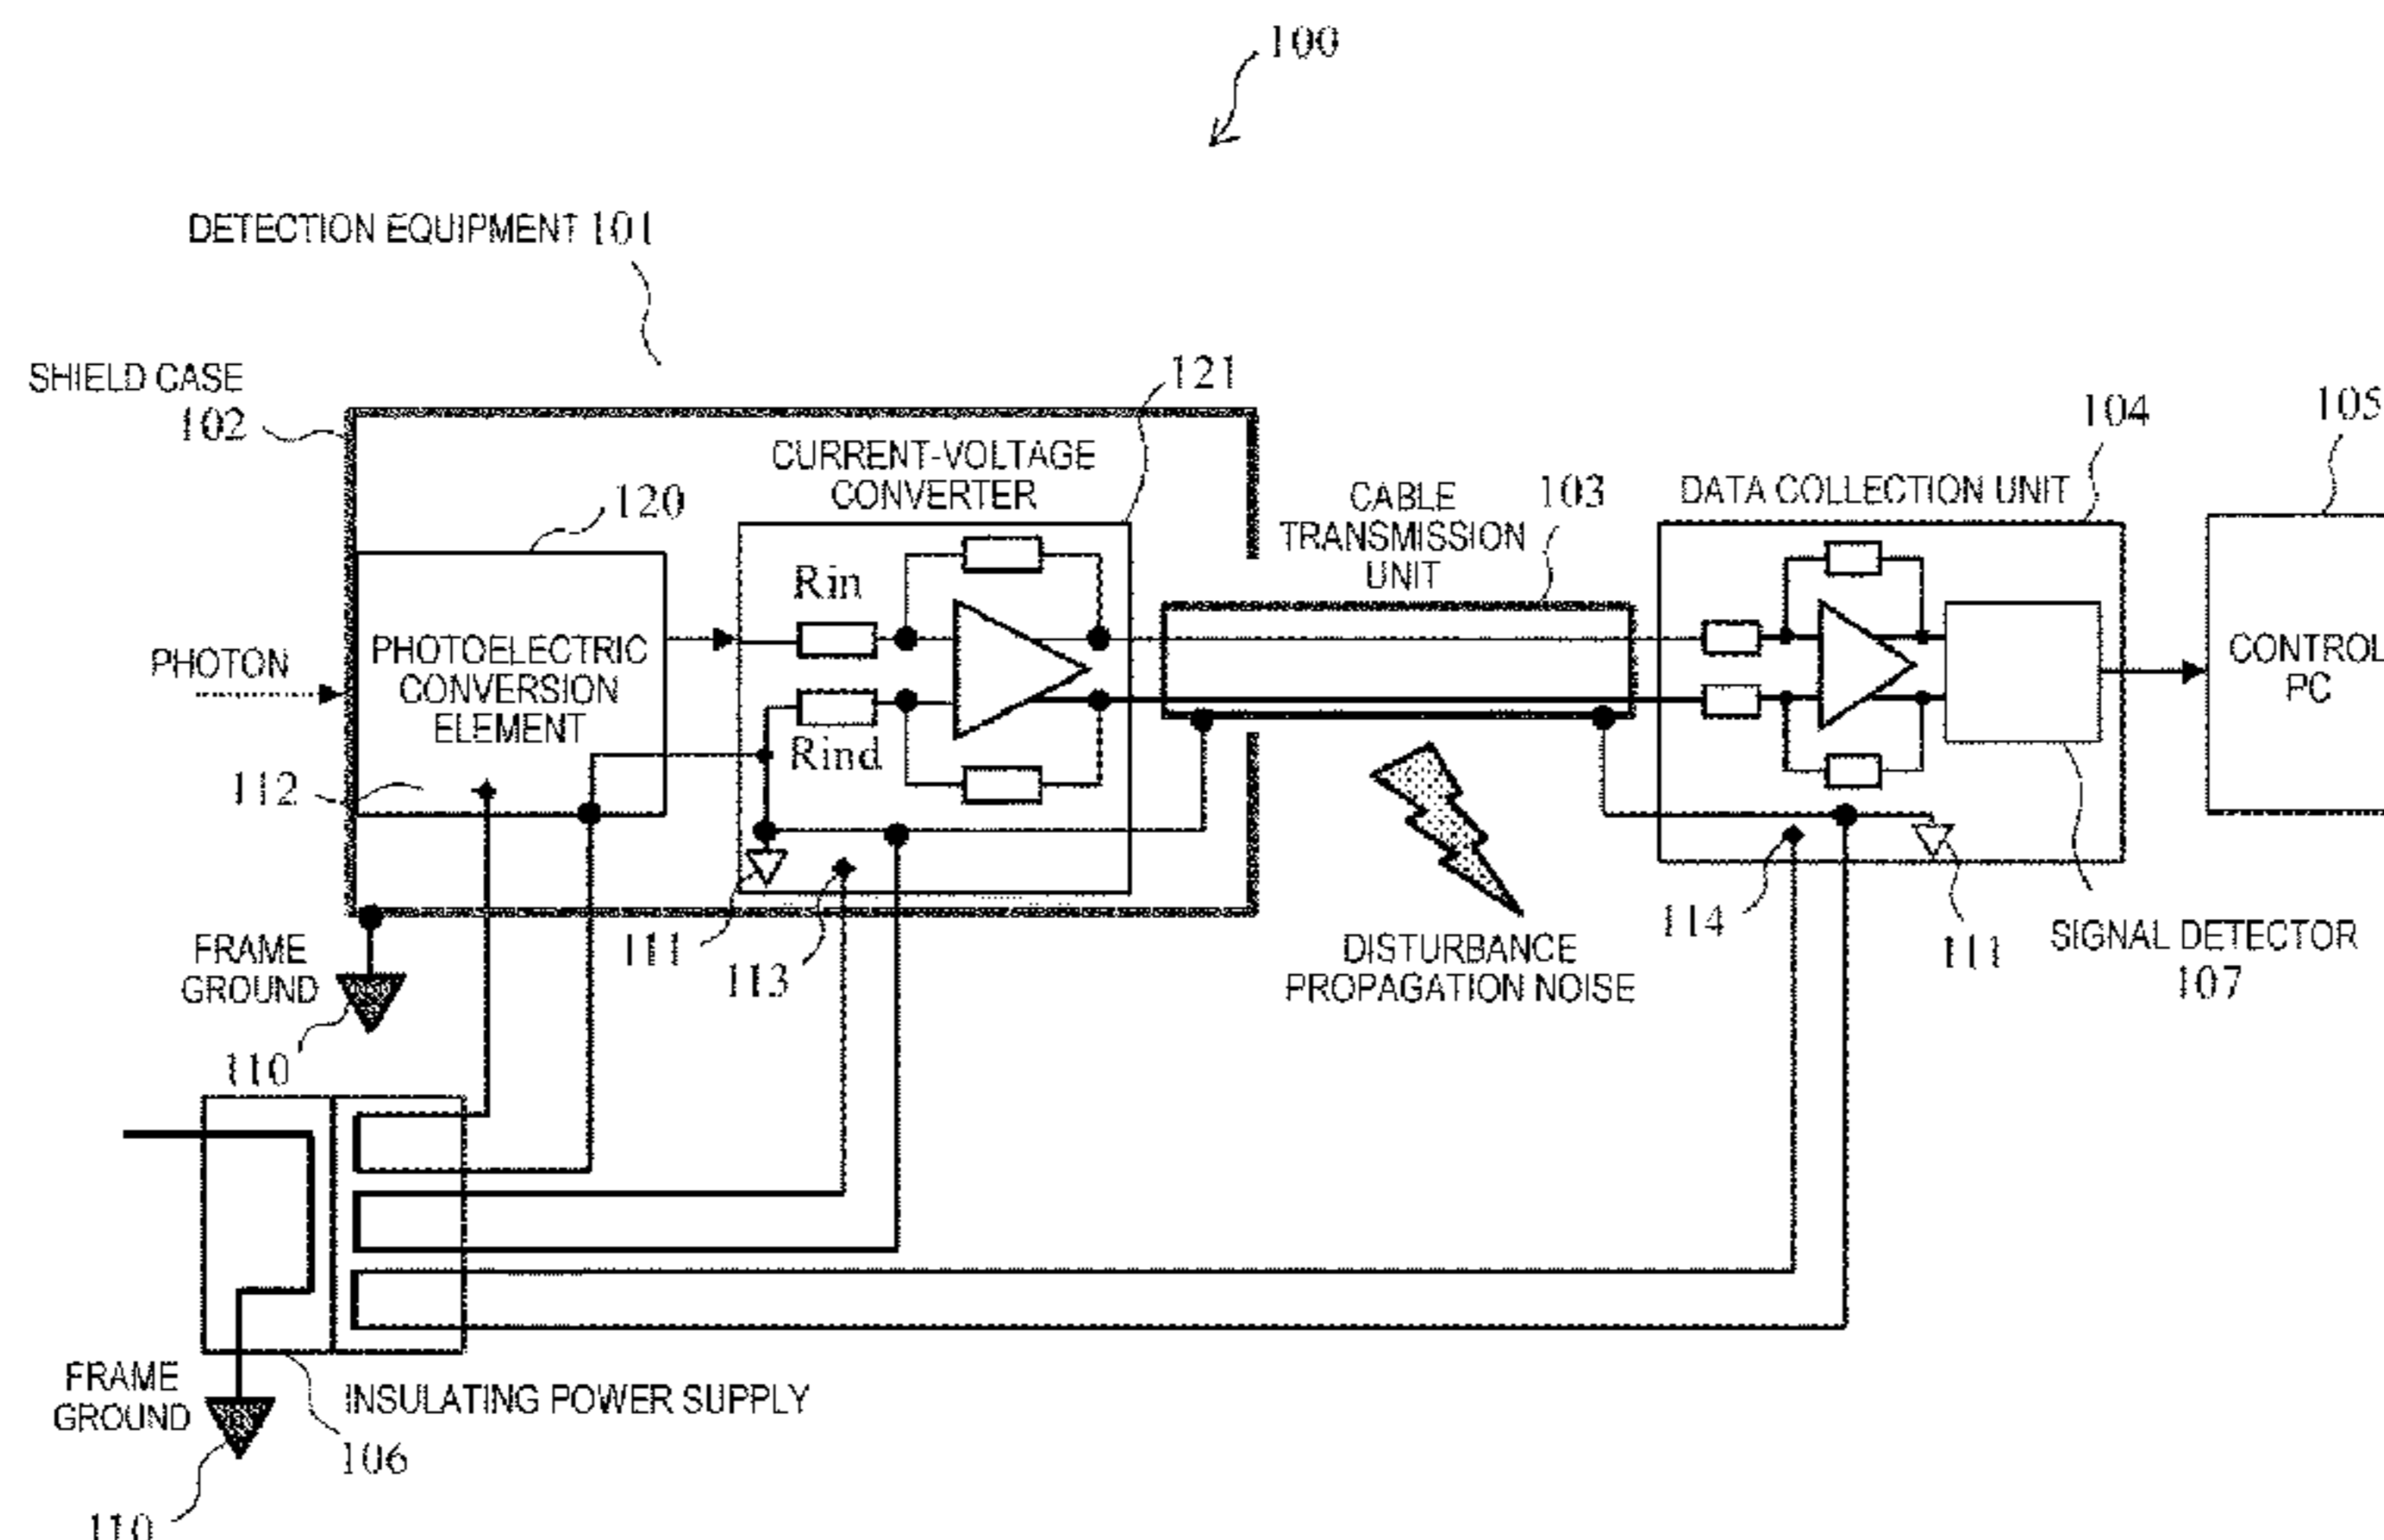 100
DETECTION EQUIPMENT 101
SHIELD CASE
102
121
CURRENT-VOLTAGE
CONVERTER
120
CABLE
TRANSMISSION
UNIT
103
DATA COLLECTION UNIT
104
105
Rin
PHOTON
PHOTOELECTRIC
CONVERSION
ELEMENT
CONTROL
PC
Rind
112
111
113
114
111
FRAME
GROUND
110
DISTURBANCE
PROPAGATION NOISE
SIGNAL DETECTOR
107
FRAME
GROUND
INSULATING POWER SUPPLY
106
110